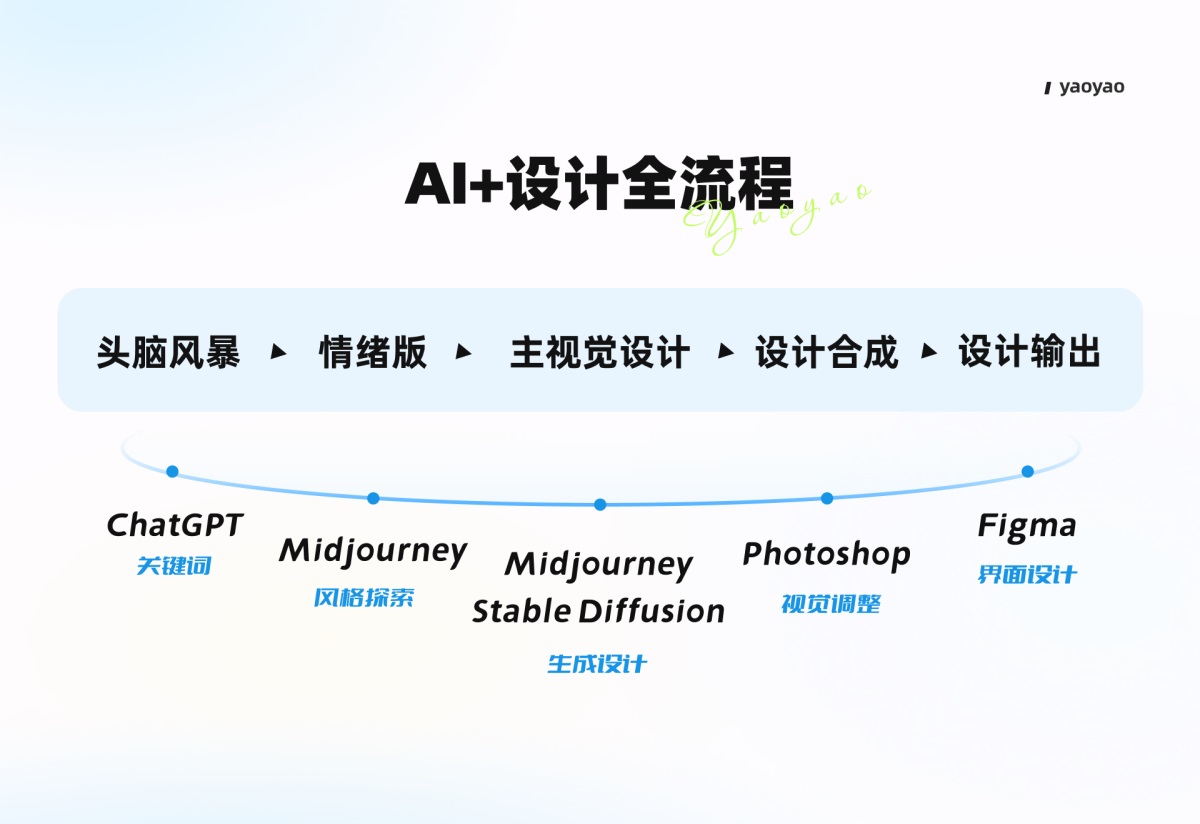 yaoyao
AI+设计全流程
Yaoyao
头脑风暴 ▶ 情绪版 ▶ 主视觉设计 ▶ 设计合成 ▶ 设计输出
ChatGPT
关键词
Midjourney
风格探索
Midjourney
Stable Diffusion
生成设计
Photoshop
视觉调整
Figma
界面设计